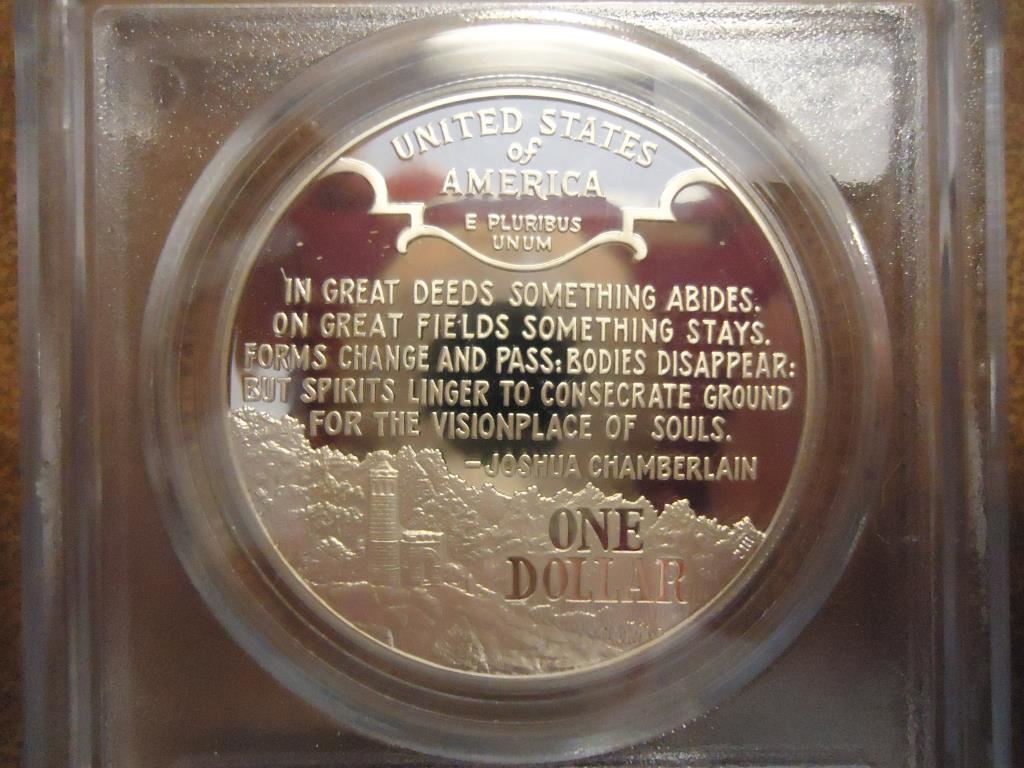 UNITED STATES
of
AMERICA
E PLURIBUS
UNUM
IN GREAT DEEDS SOMETHING ABIDES.
ON GREAT FIELDS SOMETHING STAYS.
FORMS CHANGE AND PASS: BODIES DISAPPEAR:
BUT SPIRITS LINGER TO CONSECRATE GROUND
FOR THE VISIONPLACE OF SOULS.
-JOSHUA CHAMBERLAIN
ONE
DOLLAR